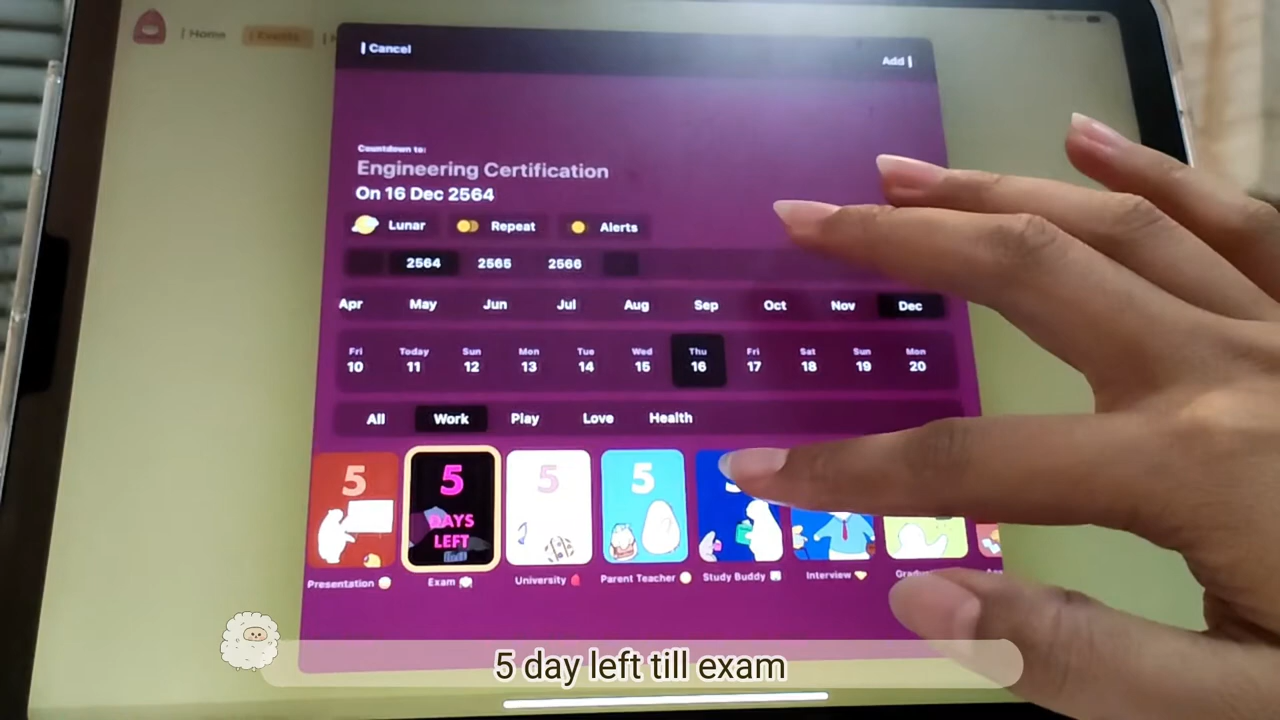 Home
Events
Cancel
Add
Countdown to:
Engineering Certification
On 16 Dec 2564
Lunar Repeat Alerts
2564 2565 2566
Apr May Jun Jul Aug Sep Oct Nov Dec
Fri Today Sun Mon Tue Wed Thu Fri Sat Sun Mon
10 11 12 13 14 15 16 17 18 19 20
All Work Play Love Health
5 5 5 5
DAYS
LEFT
Presentation Exam University Parent Teacher Study Buddy Interview
5 day left till exam